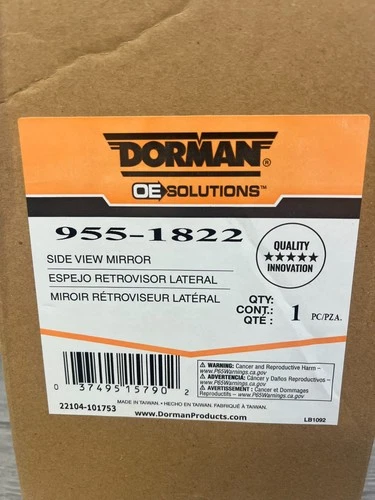 DORMAN®
OE SOLUTIONS™
955-1822
SIDE VIEW MIRROR
ESPEJO RETROVISOR LATERAL
MIROIR RÉTROVISEUR LATÉRAL
QUALITY
★★★★★
INNOVATION
QTY:
CONT.: 1 PC/PZA.
QTÉ :
0 37495 15790 2
22104-101753
⚠ WARNING: Cancer and Reproductive Harm –
www.P65Warnings.ca.gov
⚠ ADVERTENCIA: Cáncer y Daños Reproductivos –
www.P65Warnings.ca.gov
⚠ AVERTISSEMENT : Cancer et Dommages
Reproductifs – www.P65Warnings.ca.gov
MADE IN TAIWAN. • HECHO EN TAIWAN. FABRIQUÉ À TAIWAN.
www.DormanProducts.com
LB1092